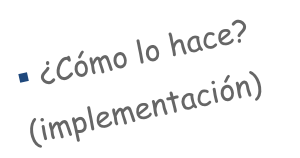 ▪ ¿Cómo lo hace?
(implementación)